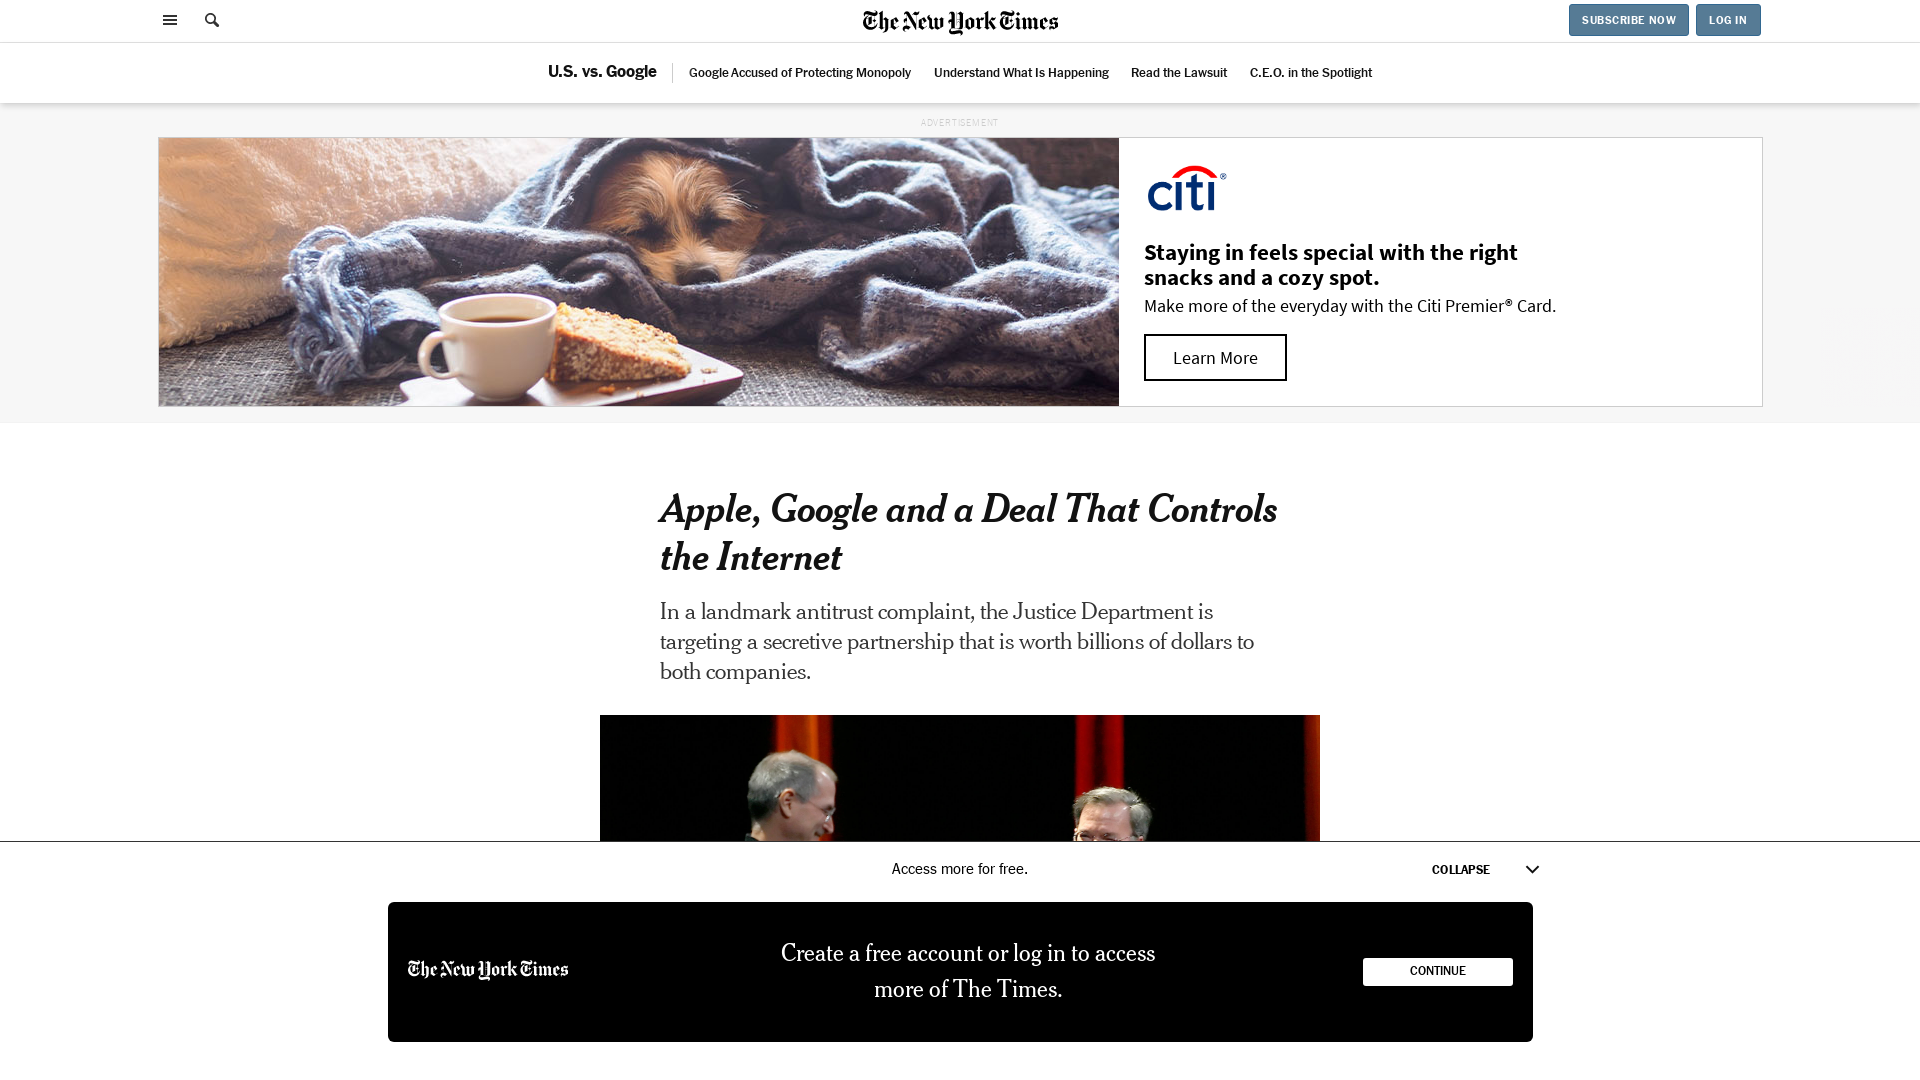 The New York Times
SUBSCRIBE NOW
LOG IN
U.S. vs. Google
Google Accused of Protecting Monopoly
Understand What Is Happening
Read the Lawsuit
C.E.O. in the Spotlight
ADVERTISEMENT
citi®
Staying in feels special with the right
snacks and a cozy spot.
Make more of the everyday with the Citi Premier® Card.
Learn More
Apple, Google and a Deal That Controls
the Internet
In a landmark antitrust complaint, the Justice Department is
targeting a secretive partnership that is worth billions of dollars to
both companies.
Access more for free.
COLLAPSE
The New York Times
Create a free account or log in to access
more of The Times.
CONTINUE